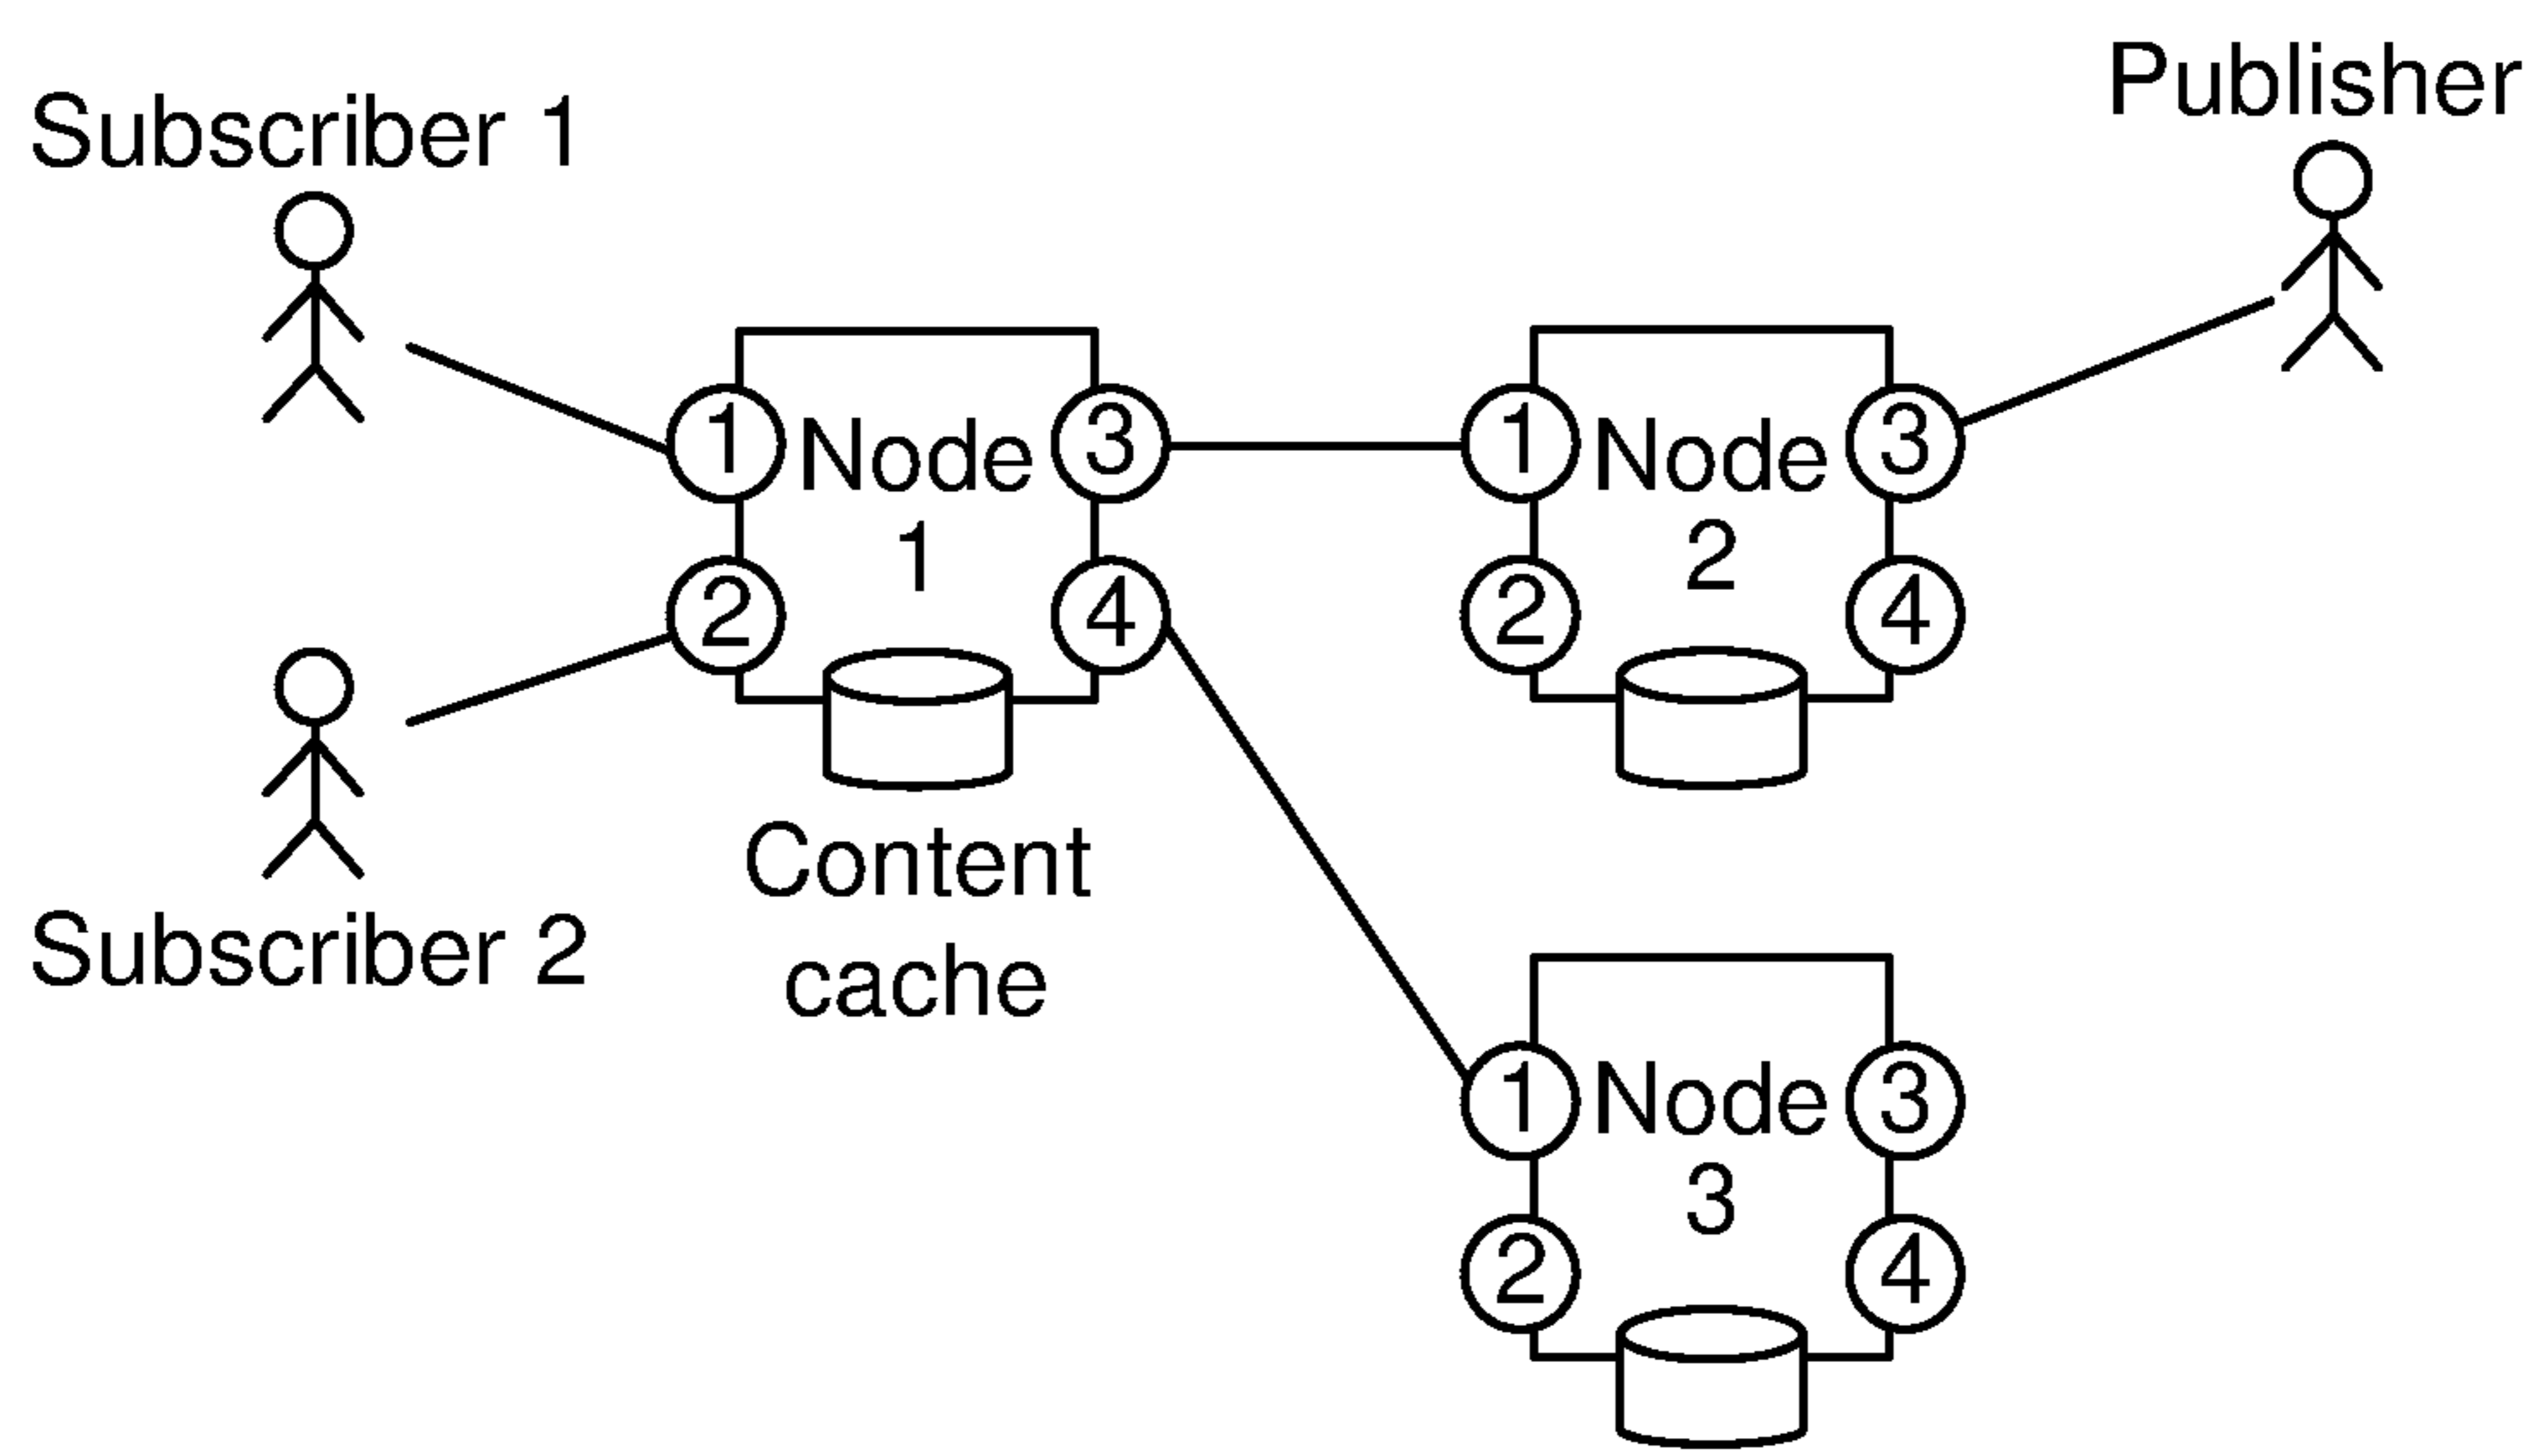 Subscriber 1
Publisher
1 Node 3
1
2 4
1 Node 3
2
2 4
Content
cache
Subscriber 2
1 Node 3
3
2 4